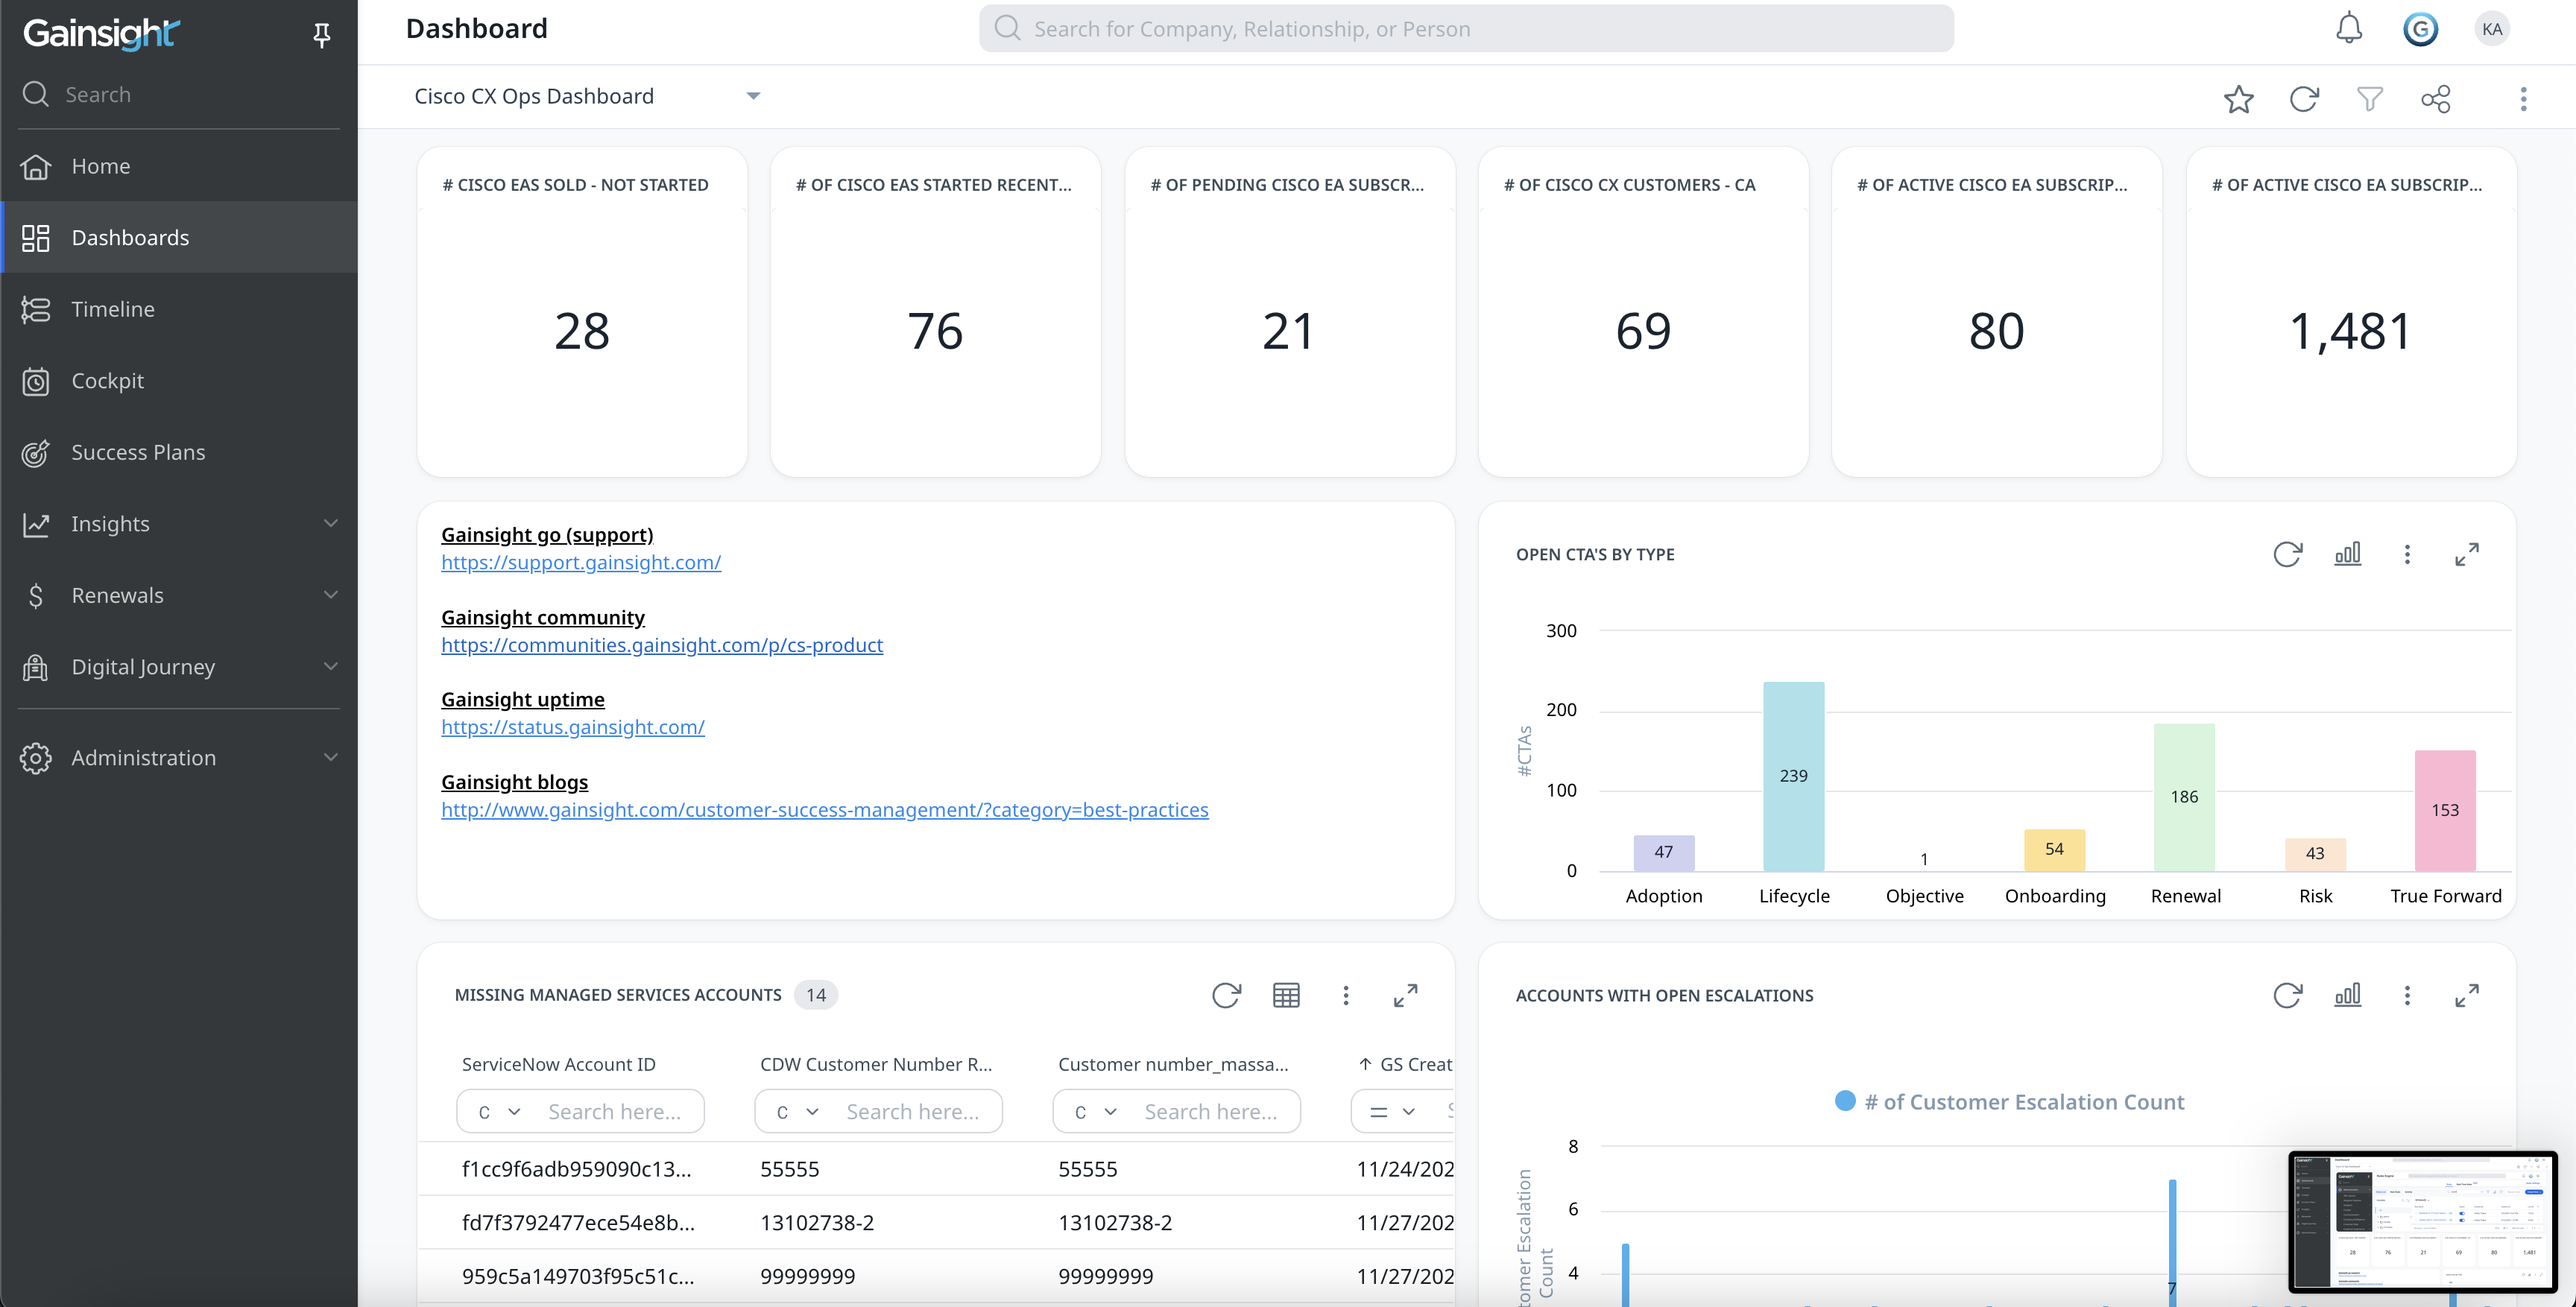 Gainsight
Search
Home
Dashboards
Timeline
Cockpit
Success Plans
Insights
Renewals
Digital Journey
Administration
Dashboard
Search for Company, Relationship, or Person
G
KA
Cisco CX Ops Dashboard
# CISCO EAS SOLD - NOT STARTED
28
# OF CISCO EAS STARTED RECENT...
76
# OF PENDING CISCO EA SUBSCR...
21
# OF CISCO CX CUSTOMERS - CA
69
# OF ACTIVE CISCO EA SUBSCRIP...
80
# OF ACTIVE CISCO EA SUBSCRIP...
1,481
Gainsight go (support)
https://support.gainsight.com/
Gainsight community
https://communities.gainsight.com/p/cs-product
Gainsight uptime
https://status.gainsight.com/
Gainsight blogs
http://www.gainsight.com/customer-success-management/?category=best-practices
OPEN CTA'S BY TYPE
#CTAs
300
200
100
0
47
239
1
54
186
43
153
Adoption
Lifecycle
Objective
Onboarding
Renewal
Risk
True Forward
MISSING MANAGED SERVICES ACCOUNTS 14
ServiceNow Account ID CDW Customer Number R... Customer number_massa... ↑ GS Creat
C Search here... C Search here... C Search here... = S
f1cc9f6adb959090c13... 55555 55555 11/24/202
fd7f3792477ece54e8b... 13102738-2 13102738-2 11/27/202
959c5a149703f95c51c... 99999999 99999999 11/27/202
ACCOUNTS WITH OPEN ESCALATIONS
# of Customer Escalation Count
tomer Escalation
Count
8
6
4
7
28 76 21 69 80 1,481